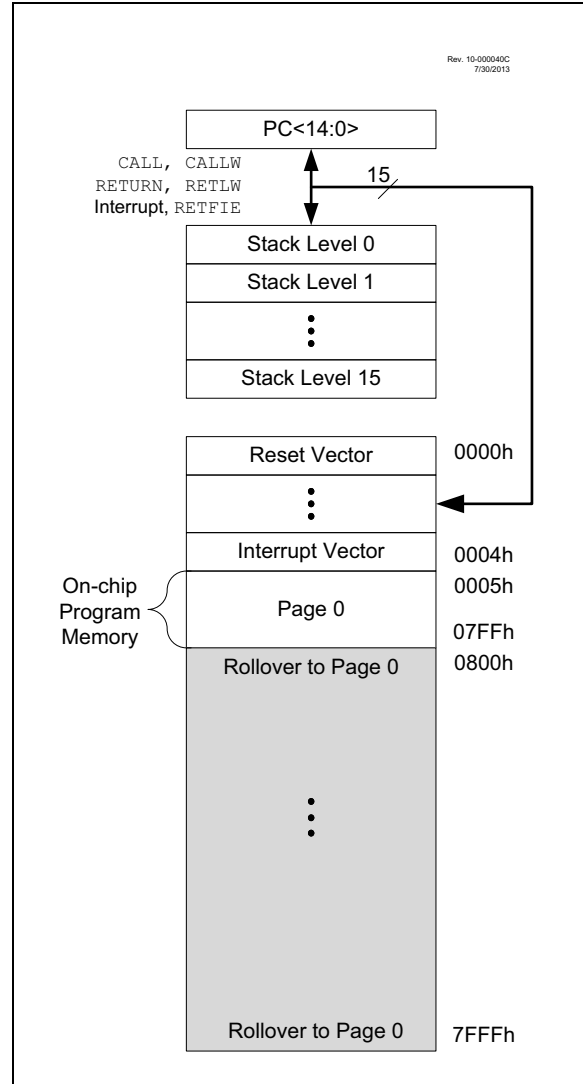 Rev. 10-000040C
7/30/2013
PC<14:0>
CALL, CALLW
RETURN, RETLW
Interrupt, RETFIE
15
Stack Level 0
Stack Level 1
Stack Level 15
Reset Vector
0000h
Interrupt Vector
0004h
On-chip
Program
Memory
Page 0
0005h
07FFh
Rollover to Page 0
0800h
Rollover to Page 0
7FFFh